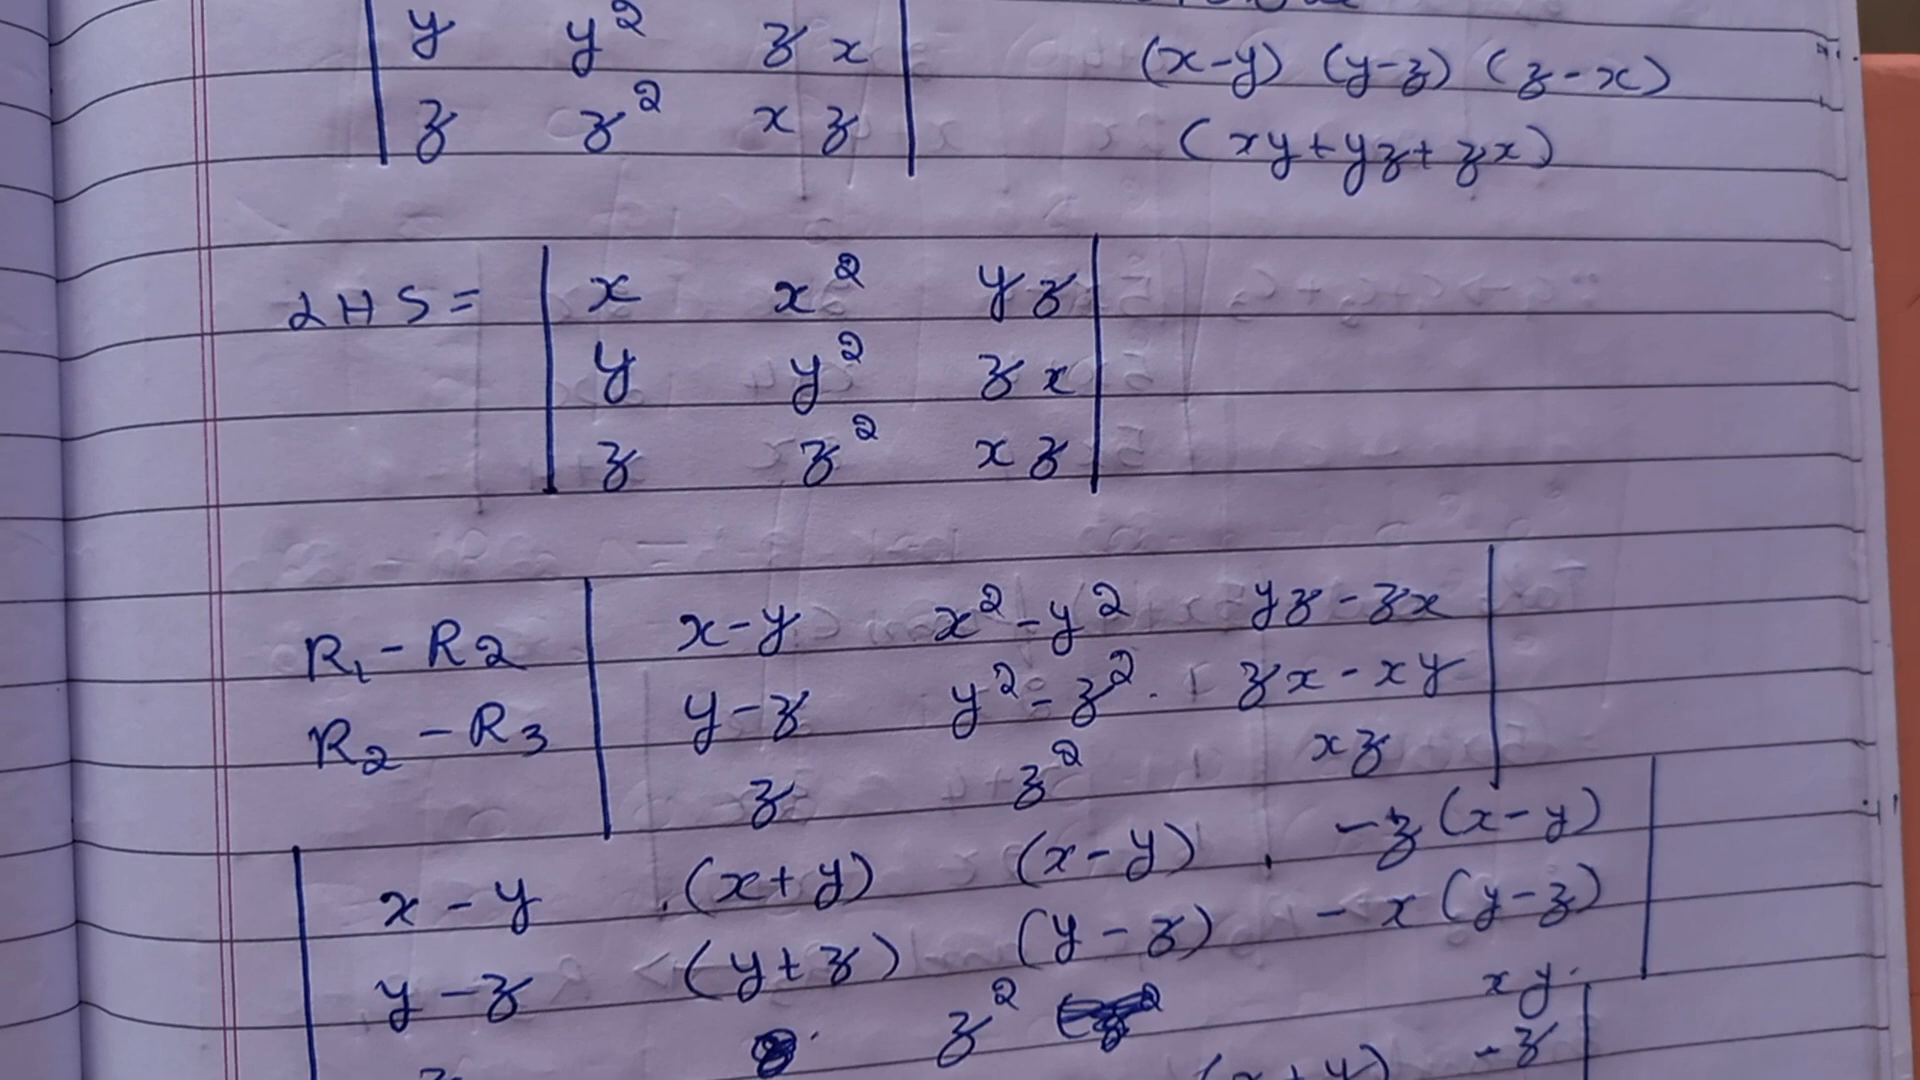 y y² zx (x-y) (y-z) (z-x)
z z² xz (xy+yz+zx)
LHS = x x² yz
y y² zx
z z² xz
R₁ - R2 x-y x²-y² yz-zx
R₂ - R₃ y-z y²-z² zx-xy
z z² xz
x-y (x+y) (x-y) -z(x-y)
y-z (y+z) (y-z) -x(y-z)
z² xy
(x+y) -z